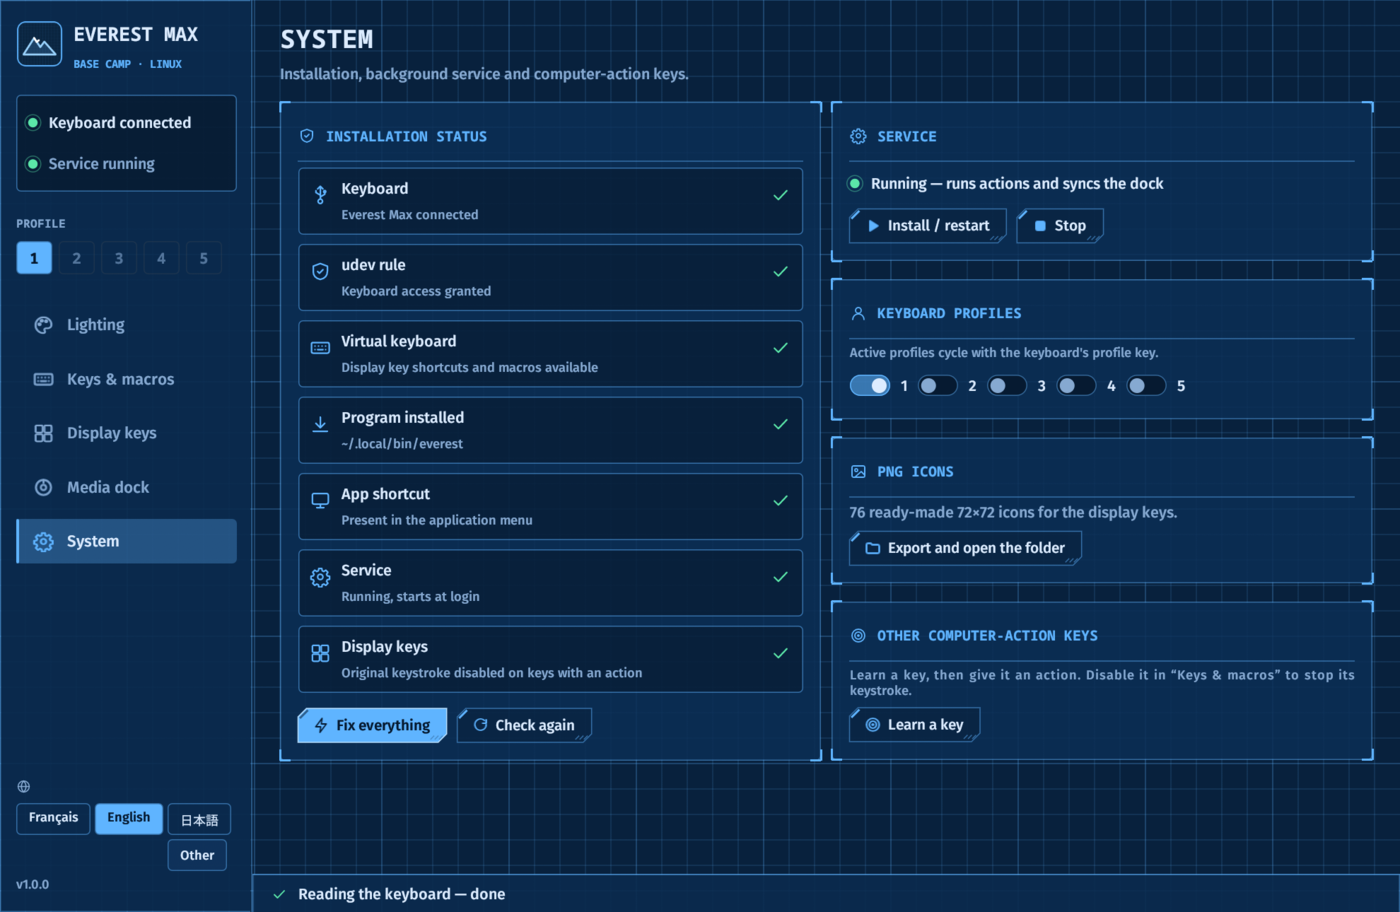 EVEREST MAX
BASE CAMP · LINUX
Keyboard connected
Service running
PROFILE
1 2 3 4 5
Lighting
Keys & macros
Display keys
Media dock
System
Français English 日本語
Other
v1.0.0
SYSTEM
Installation, background service and computer-action keys.
INSTALLATION STATUS
Keyboard
Everest Max connected
udev rule
Keyboard access granted
Virtual keyboard
Display key shortcuts and macros available
Program installed
~/.local/bin/everest
App shortcut
Present in the application menu
Service
Running, starts at login
Display keys
Original keystroke disabled on keys with an action
Fix everything Check again
SERVICE
Running — runs actions and syncs the dock
Install / restart Stop
KEYBOARD PROFILES
Active profiles cycle with the keyboard's profile key.
1 2 3 4 5
PNG ICONS
76 ready-made 72×72 icons for the display keys.
Export and open the folder
OTHER COMPUTER-ACTION KEYS
Learn a key, then give it an action. Disable it in “Keys & macros” to stop its
keystroke.
Learn a key
Reading the keyboard — done